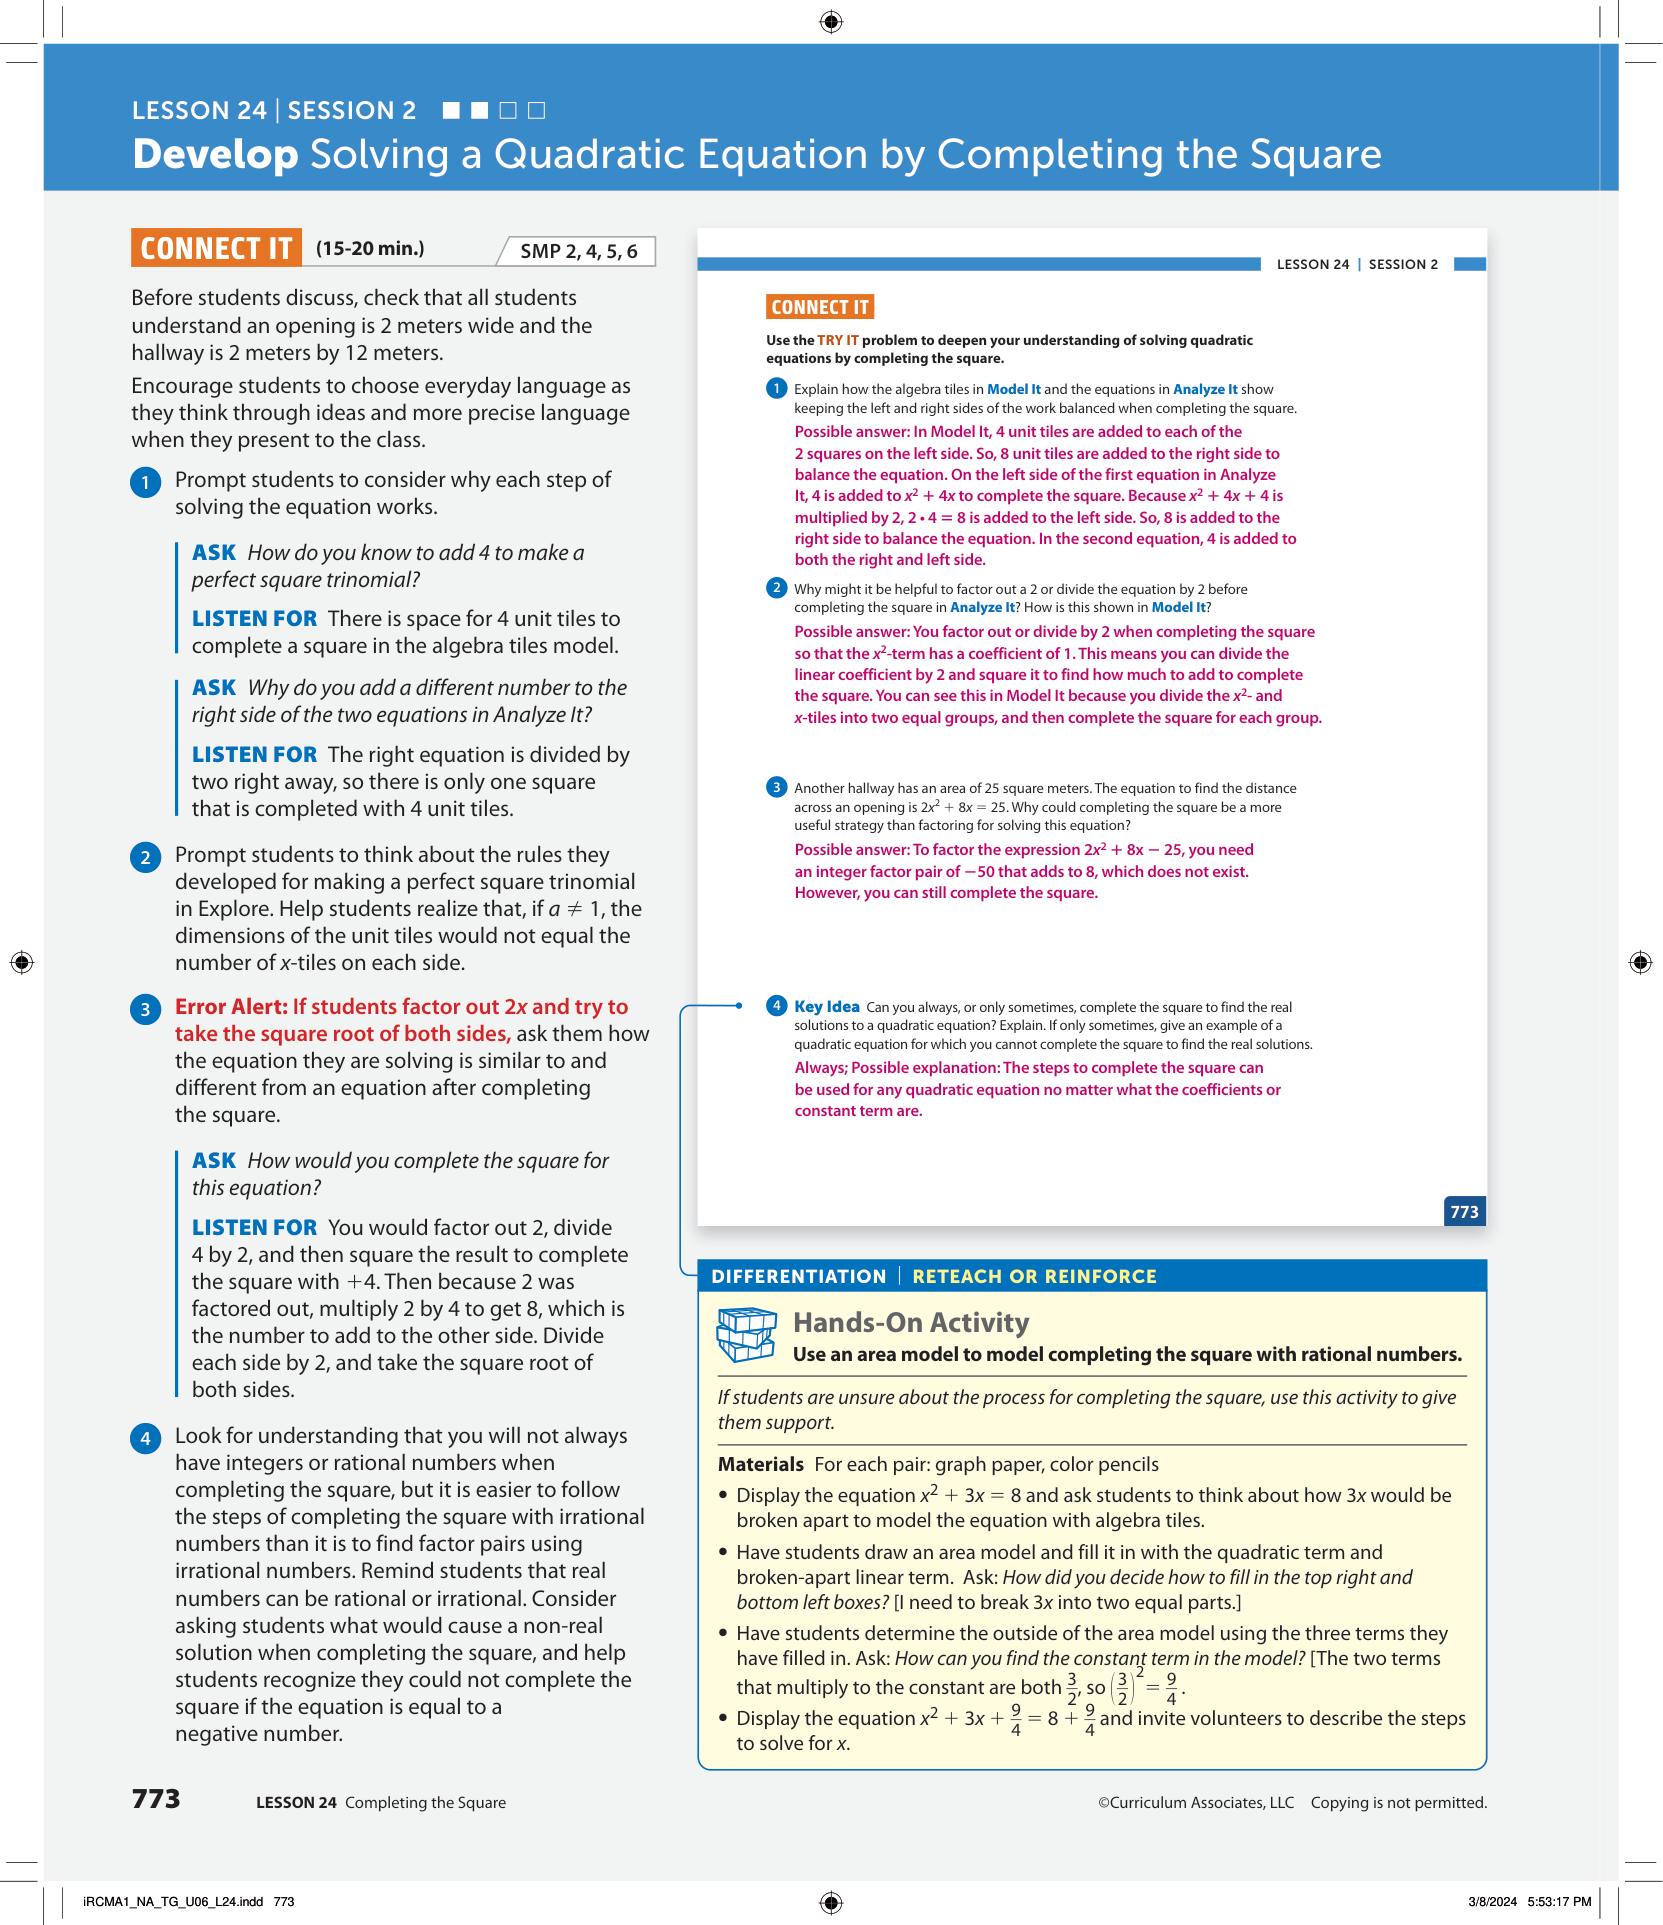 LESSON 24 | SESSION 2
Develop Solving a Quadratic Equation by Completing the Square
CONNECT IT (15-20 min.) SMP 2, 4, 5, 6
Before students discuss, check that all students
understand an opening is 2 meters wide and the
hallway is 2 meters by 12 meters.
Encourage students to choose everyday language as
they think through ideas and more precise language
when they present to the class.
1 Prompt students to consider why each step of
solving the equation works.
ASK How do you know to add 4 to make a
perfect square trinomial?
LISTEN FOR There is space for 4 unit tiles to
complete a square in the algebra tiles model.
ASK Why do you add a different number to the
right side of the two equations in Analyze It?
LISTEN FOR The right equation is divided by
two right away, so there is only one square
that is completed with 4 unit tiles.
2 Prompt students to think about the rules they
developed for making a perfect square trinomial
in Explore. Help students realize that, if a ≠ 1, the
dimensions of the unit tiles would not equal the
number of x-tiles on each side.
3 Error Alert: If students factor out 2x and try to
take the square root of both sides, ask them how
the equation they are solving is similar to and
different from an equation after completing
the square.
ASK How would you complete the square for
this equation?
LISTEN FOR You would factor out 2, divide
4 by 2, and then square the result to complete
the square with +4. Then because 2 was
factored out, multiply 2 by 4 to get 8, which is
the number to add to the other side. Divide
each side by 2, and take the square root of
both sides.
4 Look for understanding that you will not always
have integers or rational numbers when
completing the square, but it is easier to follow
the steps of completing the square with irrational
numbers than it is to find factor pairs using
irrational numbers. Remind students that real
numbers can be rational or irrational. Consider
asking students what would cause a non-real
solution when completing the square, and help
students recognize they could not complete the
square if the equation is equal to a
negative number.
LESSON 24 | SESSION 2
CONNECT IT
Use the TRY IT problem to deepen your understanding of solving quadratic
equations by completing the square.
1 Explain how the algebra tiles in Model It and the equations in Analyze It show
keeping the left and right sides of the work balanced when completing the square.
Possible answer: In Model It, 4 unit tiles are added to each of the
2 squares on the left side. So, 8 unit tiles are added to the right side to
balance the equation. On the left side of the first equation in Analyze
It, 4 is added to x² + 4x to complete the square. Because x² + 4x + 4 is
multiplied by 2, 2 • 4 = 8 is added to the left side. So, 8 is added to the
right side to balance the equation. In the second equation, 4 is added to
both the right and left side.
2 Why might it be helpful to factor out a 2 or divide the equation by 2 before
completing the square in Analyze It? How is this shown in Model It?
Possible answer: You factor out or divide by 2 when completing the square
so that the x²-term has a coefficient of 1. This means you can divide the
linear coefficient by 2 and square it to find how much to add to complete
the square. You can see this in Model It because you divide the x²- and
x-tiles into two equal groups, and then complete the square for each group.
3 Another hallway has an area of 25 square meters. The equation to find the distance
across an opening is 2x² + 8x = 25. Why could completing the square be a more
useful strategy than factoring for solving this equation?
Possible answer: To factor the expression 2x² + 8x − 25, you need
an integer factor pair of −50 that adds to 8, which does not exist.
However, you can still complete the square.
4 Key Idea Can you always, or only sometimes, complete the square to find the real
solutions to a quadratic equation? Explain. If only sometimes, give an example of a
quadratic equation for which you cannot complete the square to find the real solutions.
Always; Possible explanation: The steps to complete the square can
be used for any quadratic equation no matter what the coefficients or
constant term are.
773
DIFFERENTIATION | RETEACH OR REINFORCE
Hands-On Activity
Use an area model to model completing the square with rational numbers.
If students are unsure about the process for completing the square, use this activity to give
them support.
Materials For each pair: graph paper, color pencils
• Display the equation x² + 3x = 8 and ask students to think about how 3x would be
broken apart to model the equation with algebra tiles.
• Have students draw an area model and fill it in with the quadratic term and
broken-apart linear term. Ask: How did you decide how to fill in the top right and
bottom left boxes? [I need to break 3x into two equal parts.]
• Have students determine the outside of the area model using the three terms they
have filled in. Ask: How can you find the constant term in the model? [The two terms
that multiply to the constant are both 3/2, so (3/2)² = 9/4.
• Display the equation x² + 3x + 9/4 = 8 + 9/4 and invite volunteers to describe the steps
to solve for x.
773 LESSON 24 Completing the Square ©Curriculum Associates, LLC Copying is not permitted.
iRCMA1_NA_TG_U06_L24.indd 773 3/8/2024 5:53:17 PM